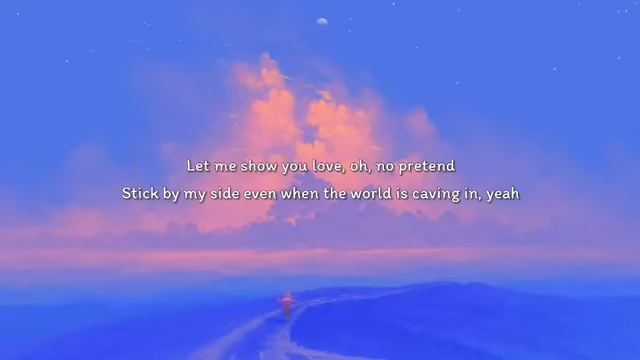 Let me show you love, oh, no pretend
Stick by my side even when the world is caving in, yeah